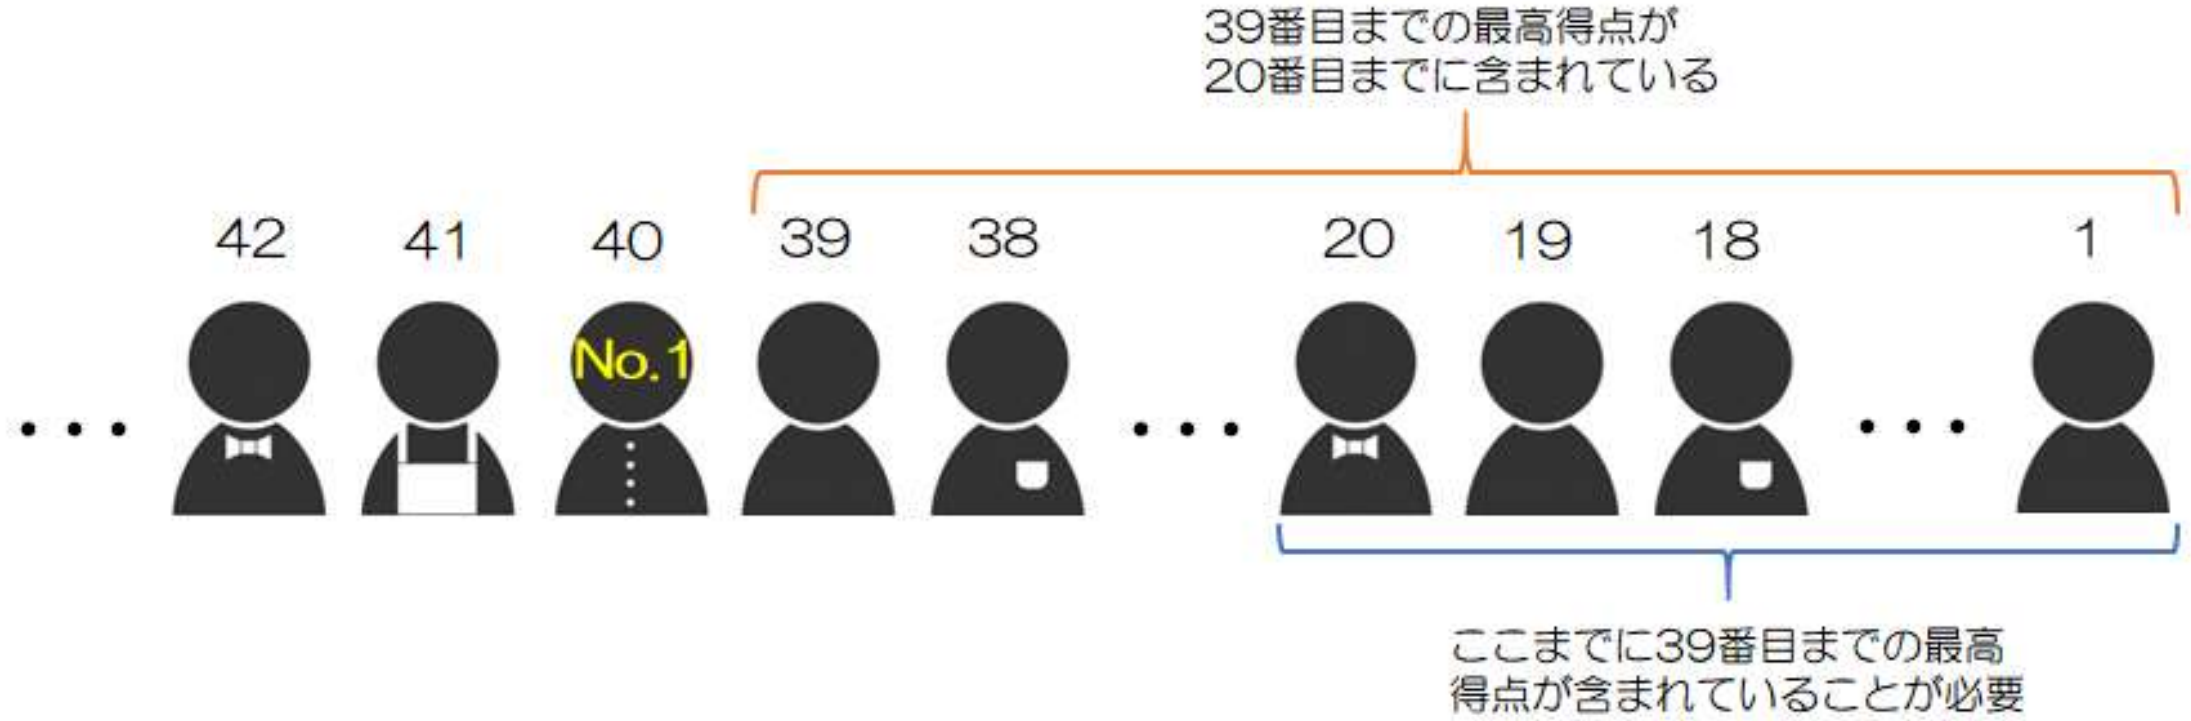 39番目までの最高得点が
20番目までに含まれている
42 41 40 39 38 20 19 18 1
No.1
ここまでに39番目までの最高
得点が含まれていることが必要